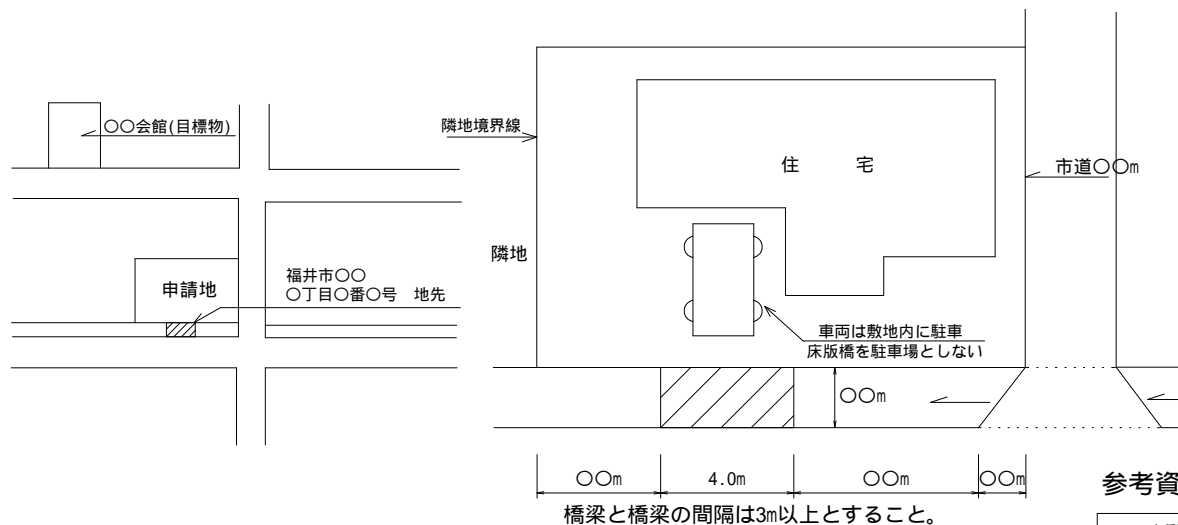 〇〇会館(目標物)
申請地
福井市〇〇
〇丁目〇番〇号 地先
隣地境界線
隣地
住 宅
市道〇〇m
車両は敷地内に駐車
床版橋を駐車場としない
〇〇m
〇〇m
4.0m
〇〇m
〇〇m
橋梁と橋梁の間隔は3m以上とすること。
参考資